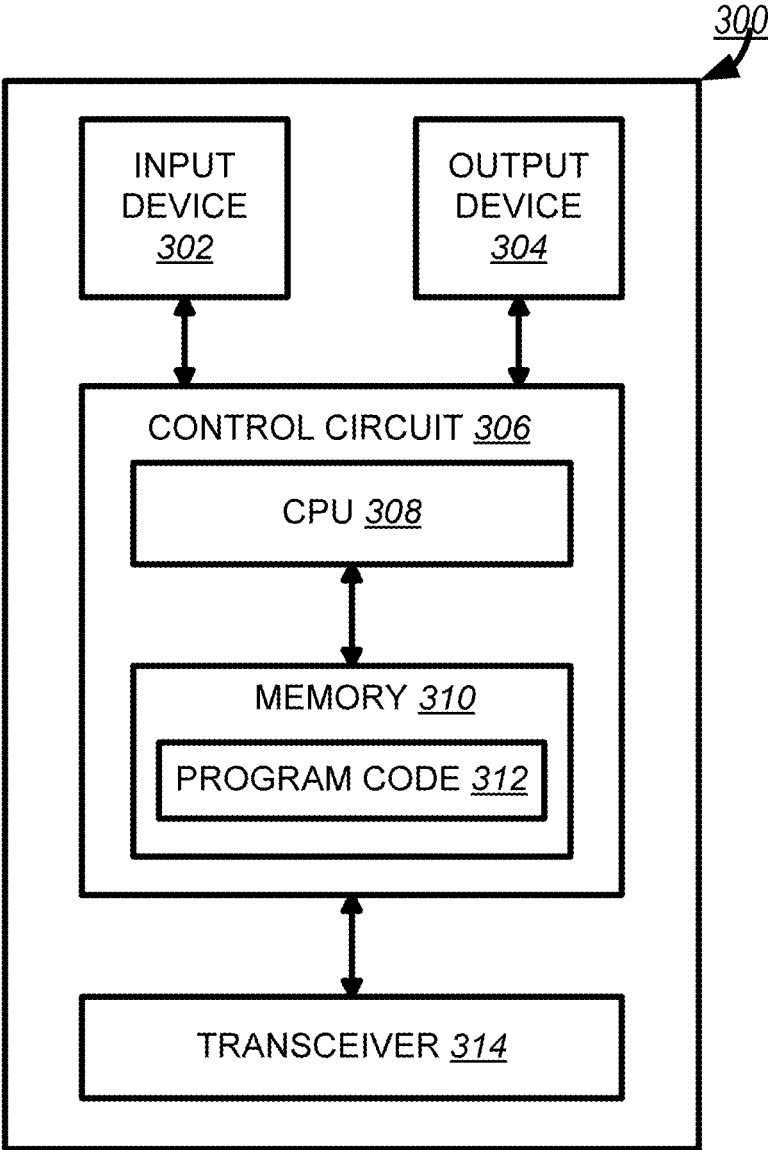 300
INPUT
DEVICE
302
OUTPUT
DEVICE
304
CONTROL CIRCUIT 306
CPU 308
MEMORY 310
PROGRAM CODE 312
TRANSCEIVER 314